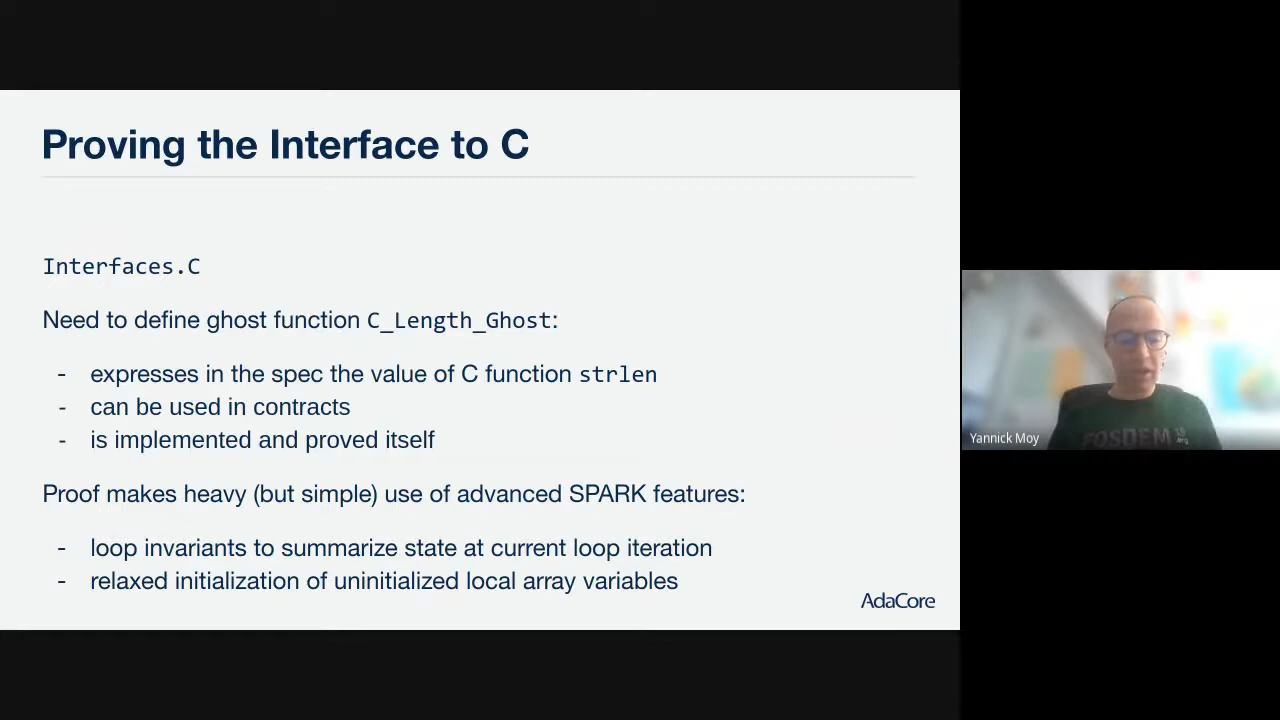 Proving the Interface to C
Interfaces.C
Need to define ghost function C_Length_Ghost:
- expresses in the spec the value of C function strlen
- can be used in contracts
- is implemented and proved itself
Proof makes heavy (but simple) use of advanced SPARK features:
- loop invariants to summarize state at current loop iteration
- relaxed initialization of uninitialized local array variables
AdaCore
Yannick Moy
FOSDEM